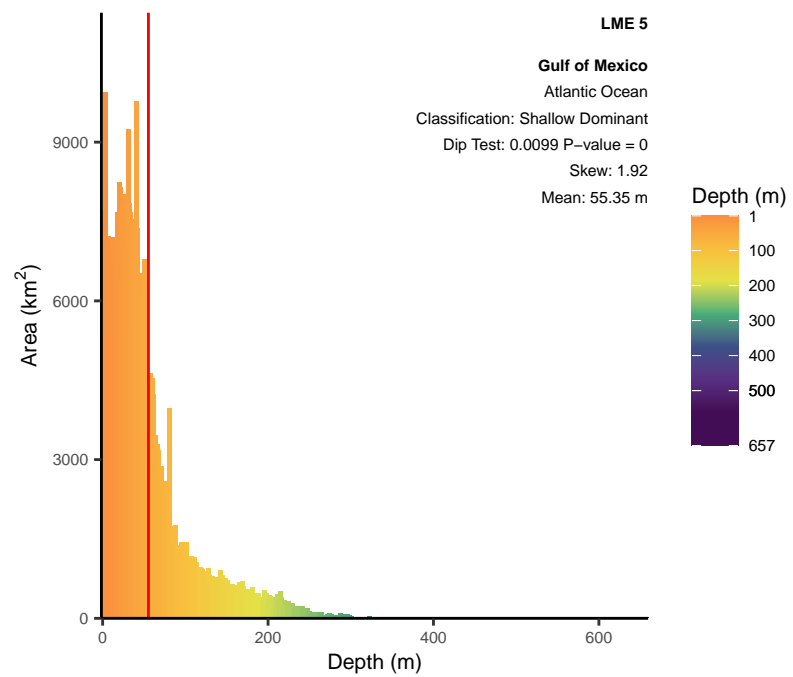 LME 5
Gulf of Mexico
Atlantic Ocean
Classification: Shallow Dominant
Dip Test: 0.0099 P−value = 0
Skew: 1.92
Mean: 55.35 m
Area (km²)
9000
6000
3000
0
0 200 400 600
Depth (m)
Depth (m)
1
100
200
300
400
500
657